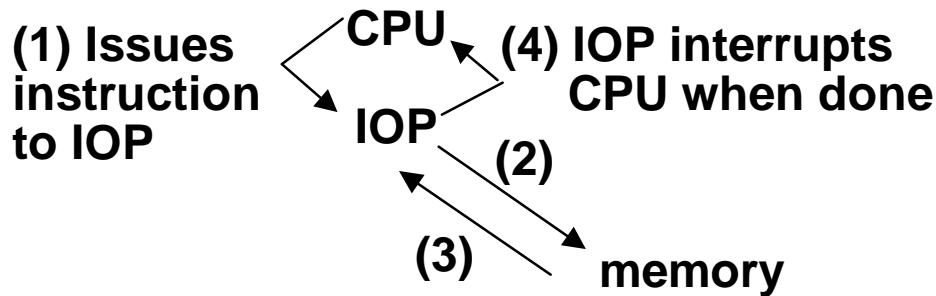 CPU
(1) Issues
instruction
to IOP
(4) IOP interrupts
CPU when done
IOP
(2)
(3)
memory